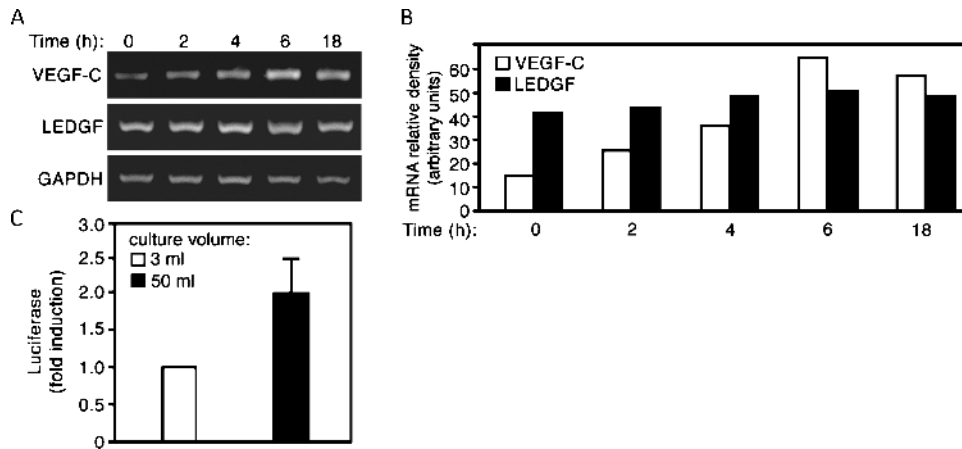 A
Time (h): 0 2 4 6 18
VEGF-C
LEDGF
GAPDH
B
mRNA relative density
(arbitrary units)
60
50
40
30
20
10
0
VEGF-C
LEDGF
Time (h): 0 2 4 6 18
C
Luciferase
(fold induction)
3.0
2.5
2.0
1.5
1.0
0.5
0
culture volume:
3 ml
50 ml